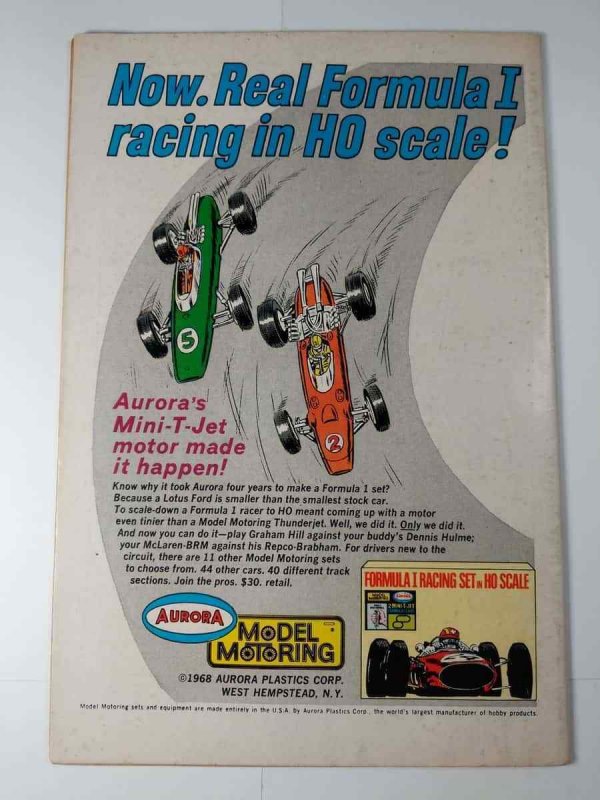 Now. Real Formula I
racing in HO scale!
5
2
Aurora's
Mini-T-Jet
motor made
it happen!
Know why it took Aurora four years to make a Formula 1 set?
Because a Lotus Ford is smaller than the smallest stock car.
To scale-down a Formula 1 racer to HO meant coming up with a motor
even tinier than a Model Motoring Thunderjet. Well, we did it. Only we did it.
And now you can do it—play Graham Hill against your buddy's Dennis Hulme;
your McLaren-BRM against his Repco-Brabham. For drivers new to the
circuit, there are 11 other Model Motoring sets
to choose from. 44 other cars. 40 different track
sections. Join the pros. $30. retail.
FORMULA I RACING SET IN HO SCALE
AURORA
MODEL
MOTORING
©1968 AURORA PLASTICS CORP.
WEST HEMPSTEAD, N.Y.
Model Motoring sets and equipment are made entirely in the U.S.A. by Aurora Plastics Corp., the world's largest manufacturer of hobby products.